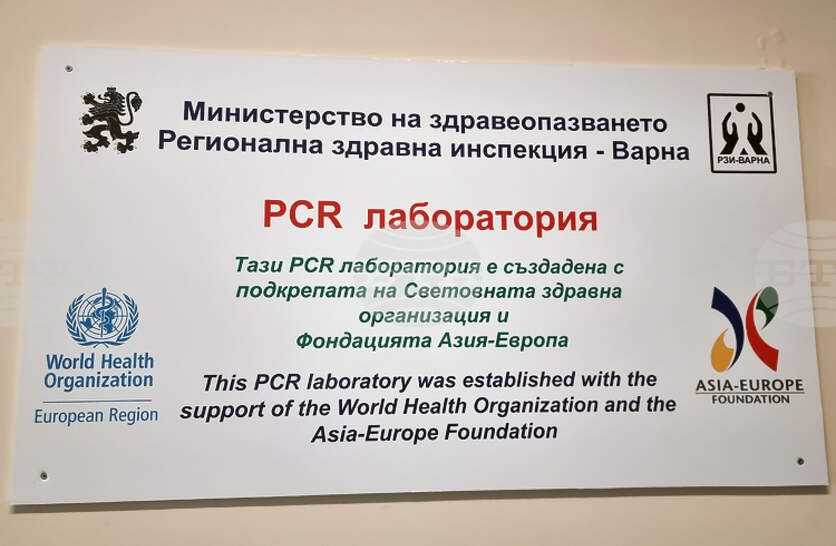 Министерство на здравеопазването
Регионална здравна инспекция - Варна
РЗИ-ВАРНА
PCR лаборатория
Тази PCR лаборатория е създадена с
подкрепата на Световната здравна
организация и
Фондацията Азия-Европа
World Health
Organization
European Region
This PCR laboratory was established with the
support of the World Health Organization and the
Asia-Europe Foundation
ASIA-EUROPE
FOUNDATION